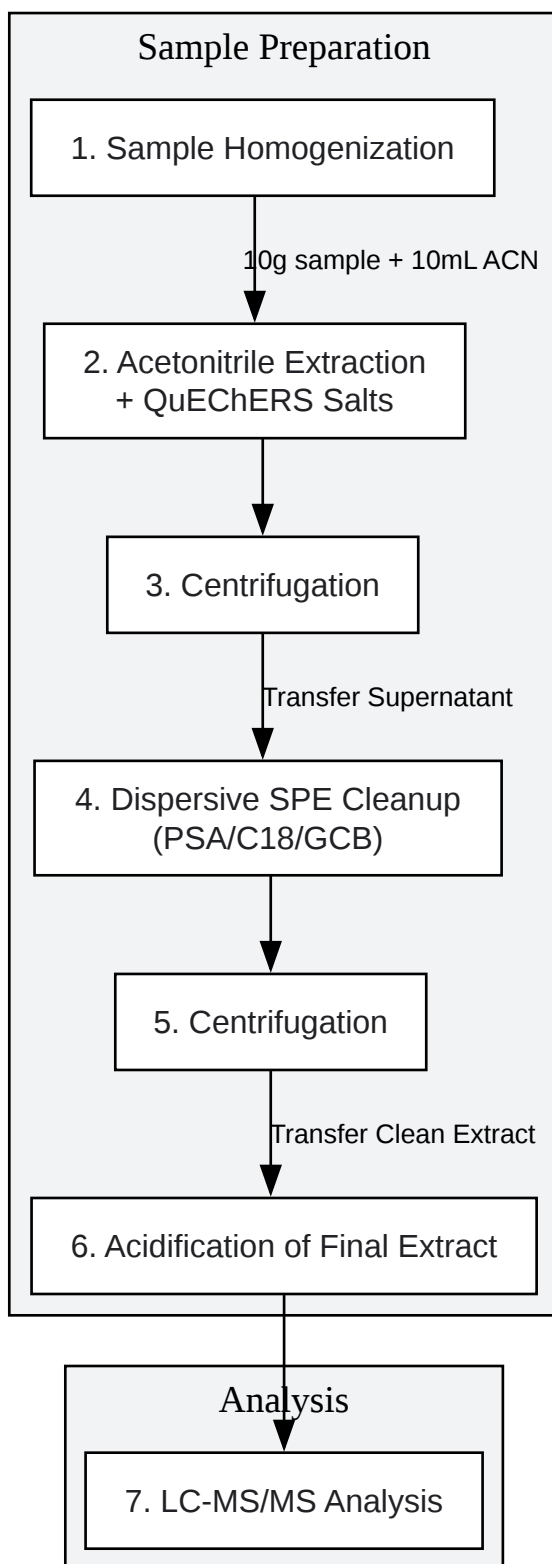 Sample Preparation
1. Sample Homogenization
10g sample + 10mL ACN
2. Acetonitrile Extraction
+ QuEChERS Salts
3. Centrifugation
Transfer Supernatant
4. Dispersive SPE Cleanup
(PSA/C18/GCB)
5. Centrifugation
Transfer Clean Extract
6. Acidification of Final Extract
Analysis
7. LC-MS/MS Analysis